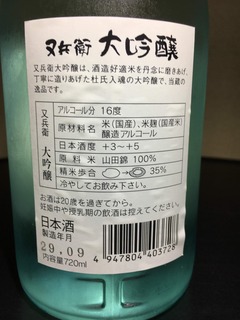 又兵衛 大吟醸
又兵衛大吟醸は、酒造好適米を丹念に磨きあげ、
丁寧に造りあげた杜氏入魂の大吟醸で、当蔵の
逸品です。
又兵衛 大吟醸
アルコール分 16度
原材料名 米(国産)、米麹(国産米)
醸造アルコール
日本酒度 +3〜+5
原料米 山田錦 100%
精米歩合 35%
冷やしてお飲み下さい。
お酒は20歳を過ぎてから。
妊娠中や授乳期の飲酒は控えてください。
日本酒
29.09
製造年月
内容量 720ml
4 947804 403728